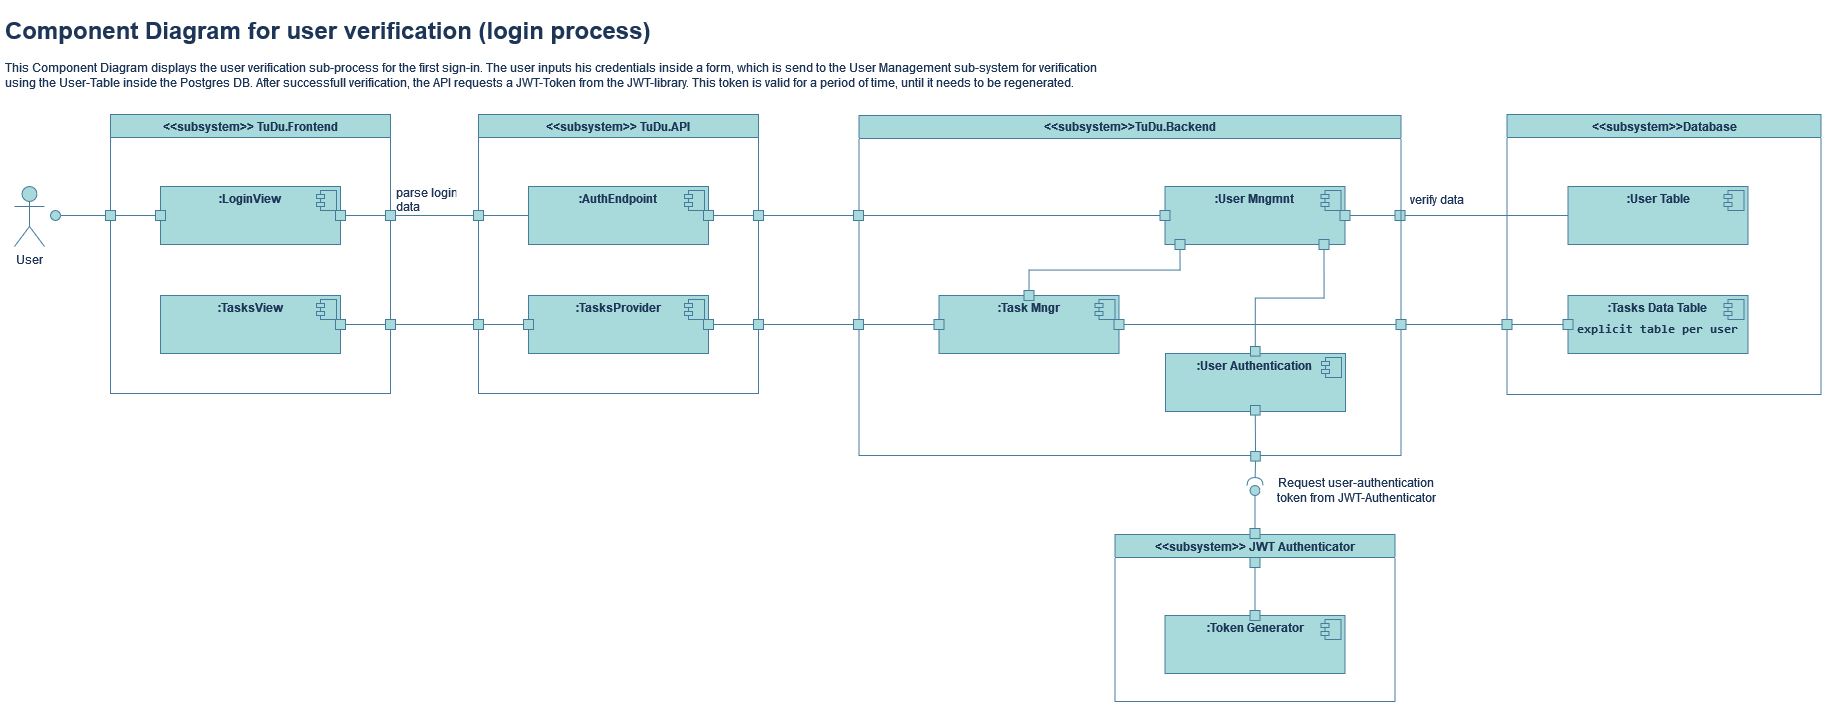 Component Diagram for user verification (login process)
This Component Diagram displays the user verification sub-process for the first sign-in. The user inputs his credentials inside a form, which is send to the User Management sub-system for verification
using the User-Table inside the Postgres DB. After successfull verification, the API requests a JWT-Token from the JWT-library. This token is valid for a period of time, until it needs to be regenerated.
<<subsystem>> TuDu.Frontend
<<subsystem>> TuDu.API
<<subsystem>>TuDu.Backend
<<subsystem>>Database
:LoginView
parse login
data
:AuthEndpoint
:User Mngmnt
verify data
:User Table
User
:TasksView
:TasksProvider
:Task Mngr
:Tasks Data Table
explicit table per user
:User Authentication
Request user-authentication
token from JWT-Authenticator
<<subsystem>> JWT Authenticator
:Token Generator